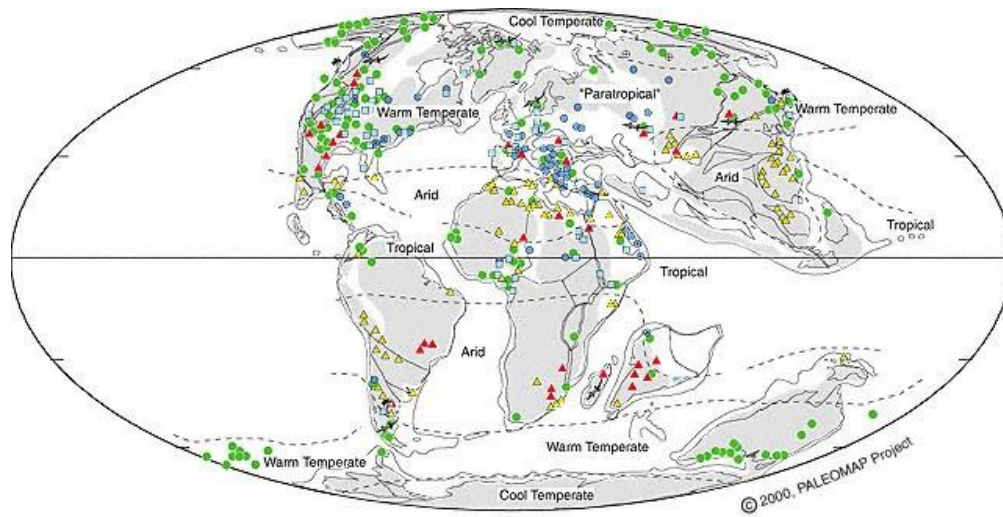 Cool Temperate
"Paratropical"
Warm Temperate
Warm Temperate
Arid
Arid
Tropical
Tropical
Tropical
Arid
Warm Temperate
Warm Temperate
Cool Temperate
© 2000, PALEOMAP Project